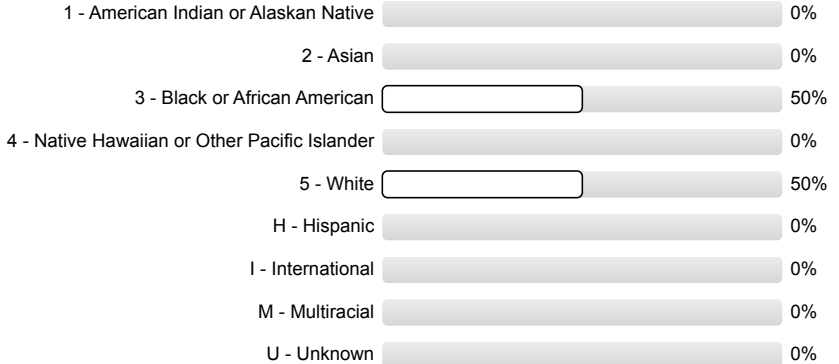 1 - American Indian or Alaskan Native 0%
2 - Asian 0%
3 - Black or African American 50%
4 - Native Hawaiian or Other Pacific Islander 0%
5 - White 50%
H - Hispanic 0%
I - International 0%
M - Multiracial 0%
U - Unknown 0%